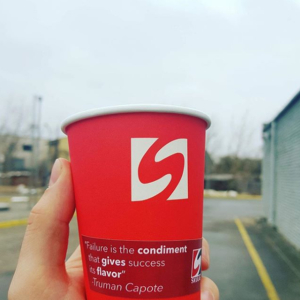 "Failure is the condiment
that gives success
its flavor"
-Truman Capote